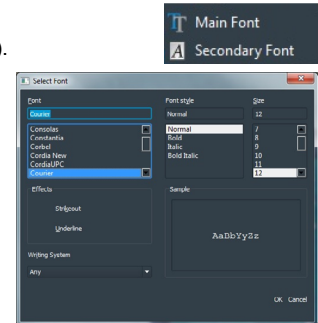 Main Font
).
Secondary Font
Select Font
Font
Font style
Size
Courier
Normal
12
Consolas
Constantia
Corbel
Cordia New
CordiaUPC
Courier
Normal
Bold
Italic
Bold Italic
7
8
9
10
11
12
Effects
Strikeout
Underline
Sample
AaBbYyZz
Writing System
Any
OK Cancel